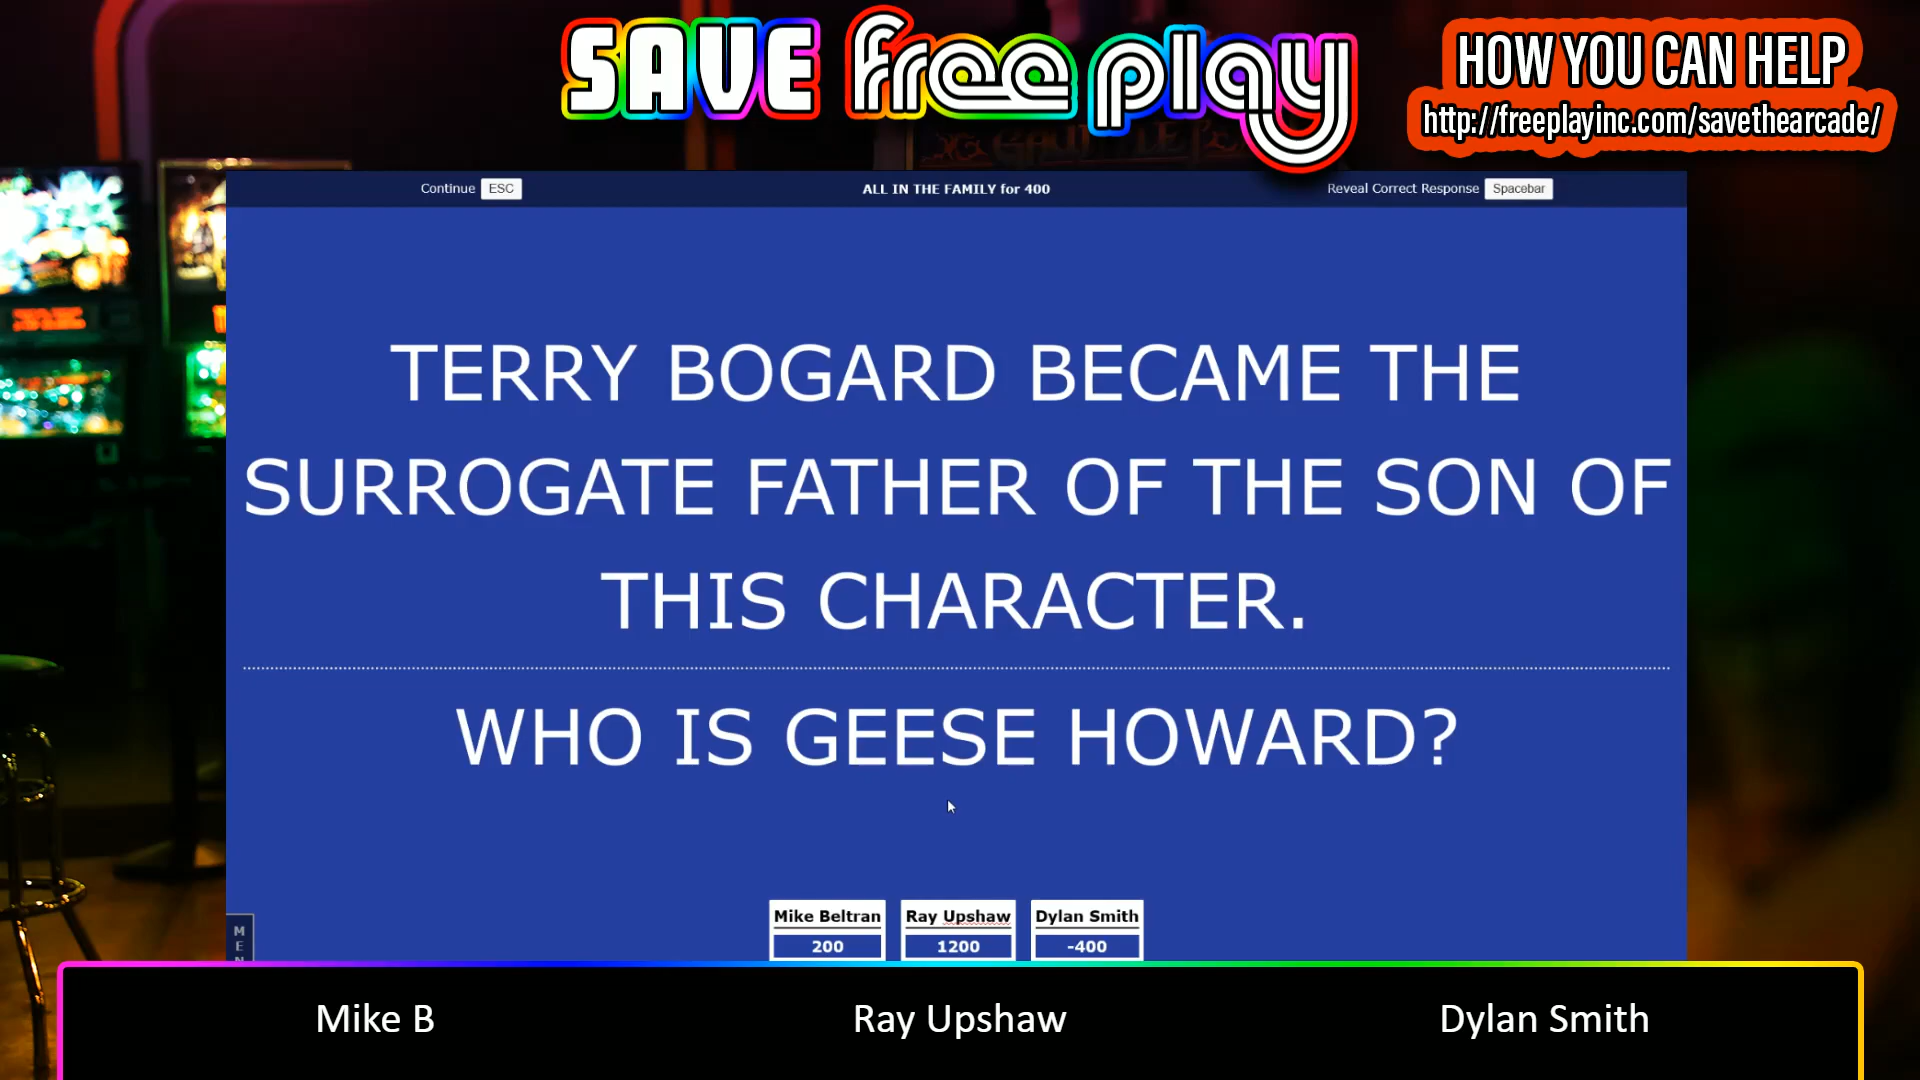 SAVE free play
HOW YOU CAN HELP
http://freeplayinc.com/savethearcade/
Continue ESC
ALL IN THE FAMILY for 400
Reveal Correct Response Spacebar
TERRY BOGARD BECAME THE
SURROGATE FATHER OF THE SON OF
THIS CHARACTER.
WHO IS GEESE HOWARD?
MEN
Mike Beltran Ray Upshaw Dylan Smith
200 1200 -400
Mike B Ray Upshaw Dylan Smith